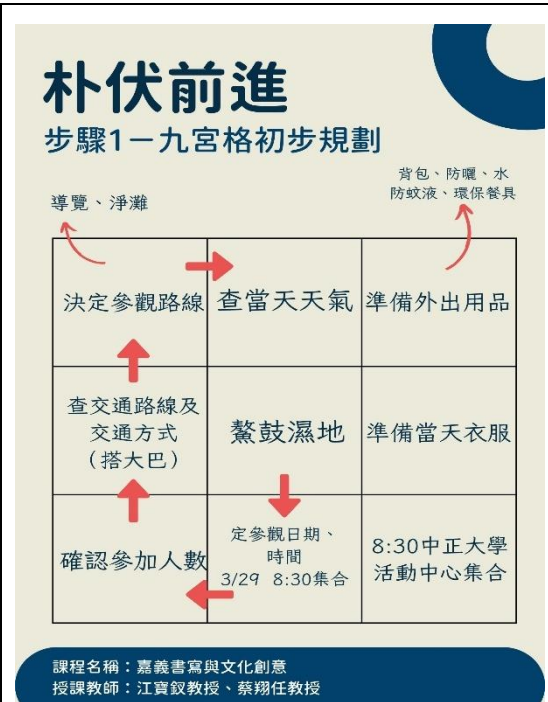 朴伏前進
步驟1－九宮格初步規劃
導覽、淨灘
背包、防曬、水
防蚊液、環保餐具
決定參觀路線
查當天天氣
準備外出用品
查交通路線及
交通方式
（搭大巴）
鰲鼓濕地
準備當天衣服
確認參加人數
定參觀日期、
時間
3/29 8:30集合
8:30中正大學
活動中心集合
課程名稱：嘉義書寫與文化創意
授課教師：江寶釵教授、蔡翔任教授